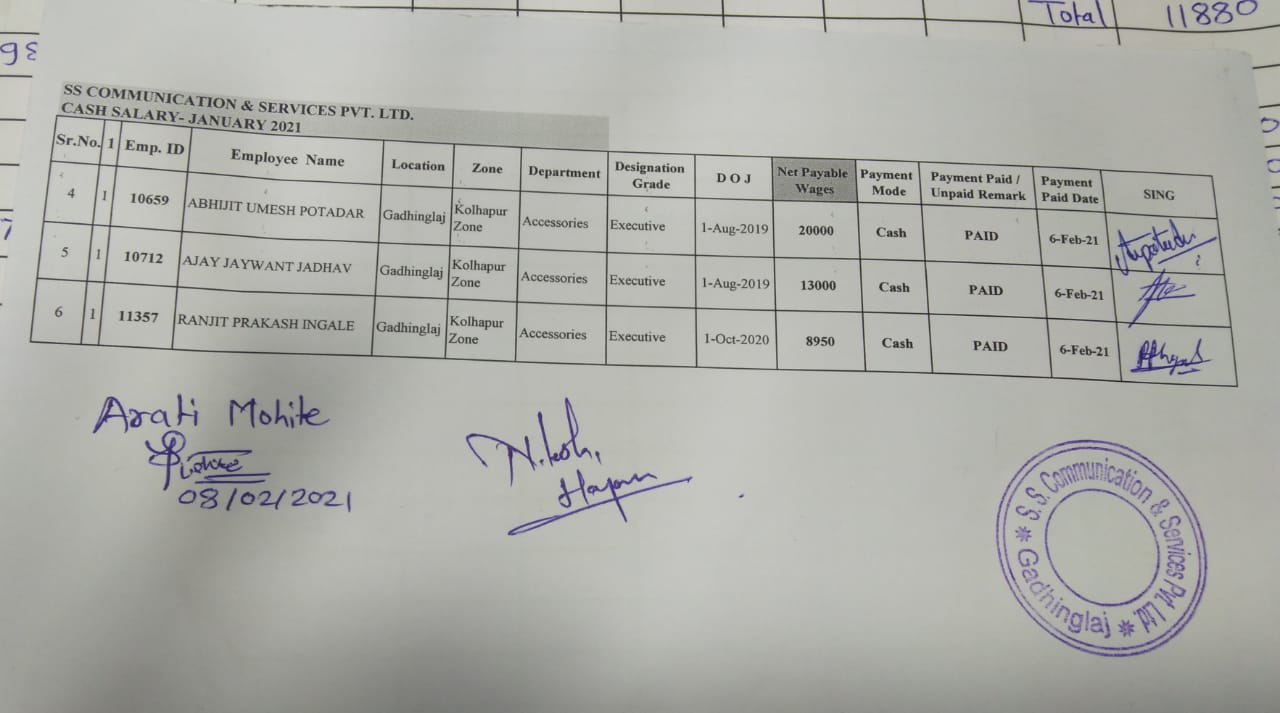 Total 11880
98
SS COMMUNICATION & SERVICES PVT. LTD.
CASH SALARY- JANUARY 2021
Sr.No. 1 Emp. ID Employee Name Location Zone Department Designation Grade D O J Net Payable Wages Payment Mode Payment Paid / Unpaid Remark Payment Paid Date SING
4 1 10659 ABHIJIT UMESH POTADAR Gadhinglaj Kolhapur Zone Accessories Executive 1-Aug-2019 20000 Cash PAID 6-Feb-21
5 1 10712 AJAY JAYWANT JADHAV Gadhinglaj Kolhapur Zone Accessories Executive 1-Aug-2019 13000 Cash PAID 6-Feb-21
6 1 11357 RANJIT PRAKASH INGALE Gadhinglaj Kolhapur Zone Accessories Executive 1-Oct-2020 8950 Cash PAID 6-Feb-21
Arati Mohite
08/02/2021
S. S. Communication & Services Pvt. Ltd.
* Gadhinglaj *